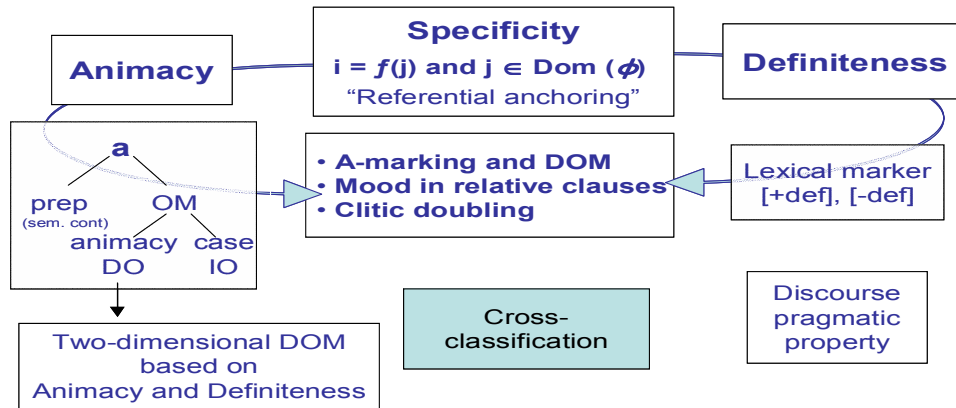 Animacy
Specificity
i = ƒ(j) and j ∈ Dom (ϕ)
“Referential anchoring”
Definiteness
a
prep OM
(sem. cont)
animacy case
DO IO
• A-marking and DOM
• Mood in relative clauses
• Clitic doubling
Lexical marker
[+def], [-def]
Two-dimensional DOM
based on
Animacy and Definiteness
Cross-
classification
Discourse
pragmatic
property